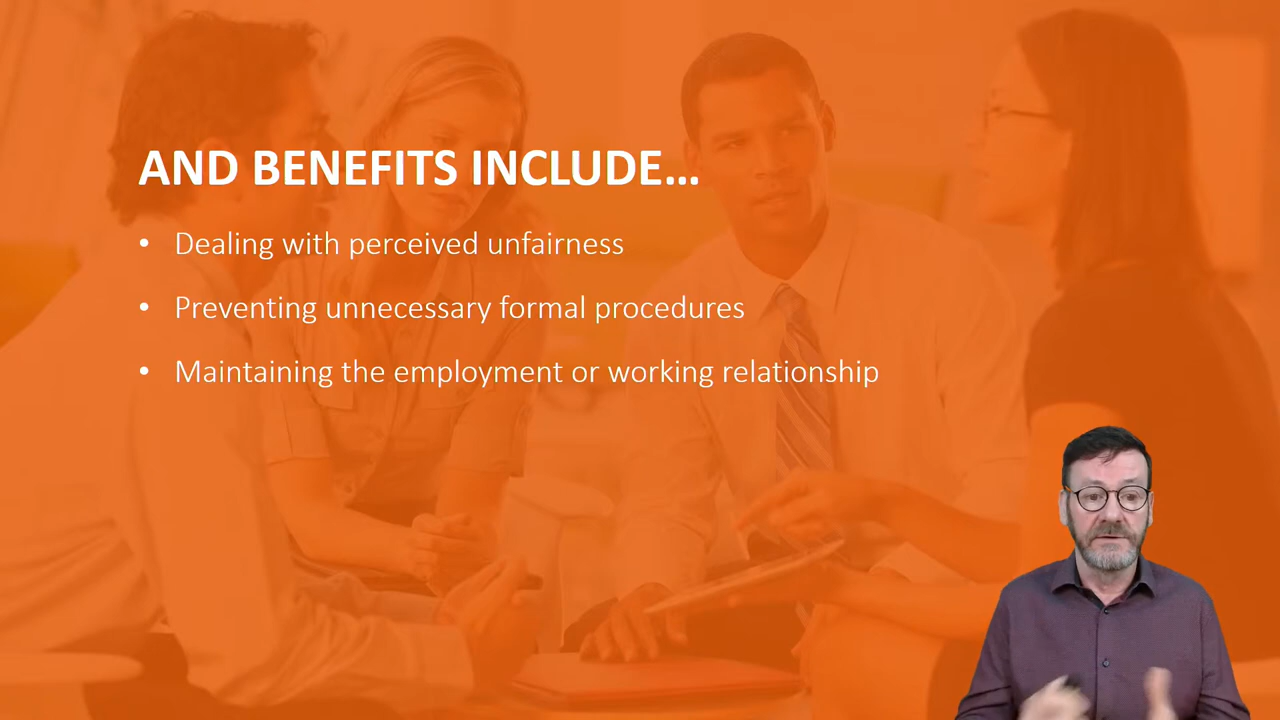 AND BENEFITS INCLUDE...
• Dealing with perceived unfairness
• Preventing unnecessary formal procedures
• Maintaining the employment or working relationship